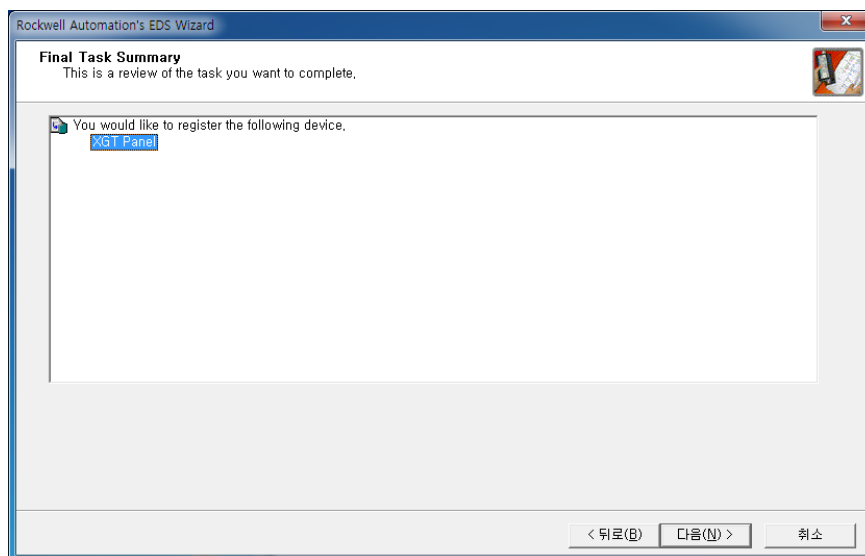 Rockwell Automation's EDS Wizard
Final Task Summary
This is a review of the task you want to complete,
You would like to register the following device,
XGT Panel
< 뒤로(B)
다음(N) >
취소